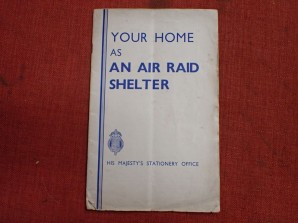 YOUR HOME
AS
AN AIR RAID
SHELTER
HIS MAJESTY'S STATIONERY OFFICE